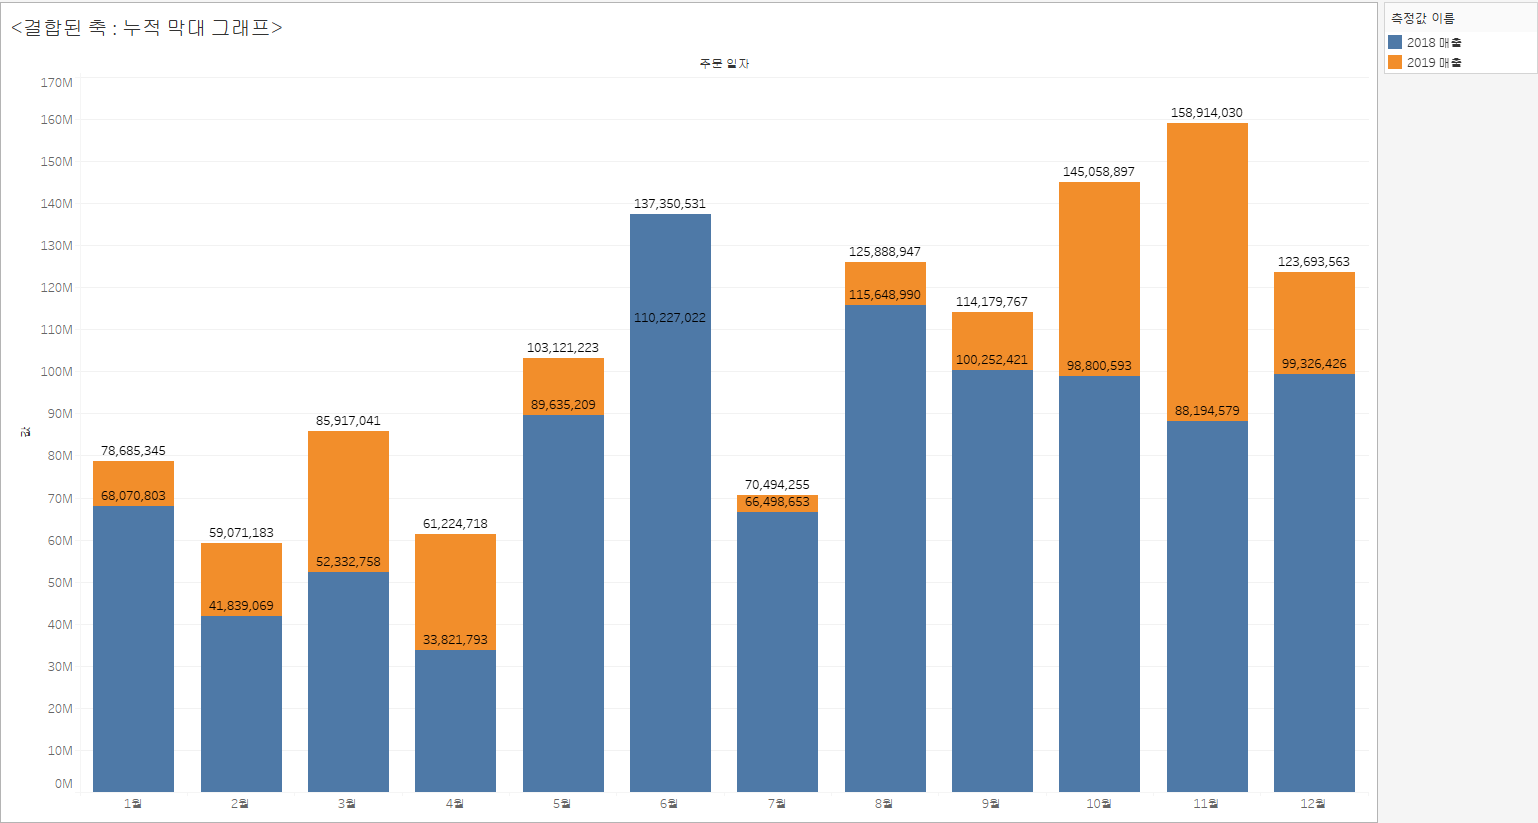 <결합된 축 : 누적 막대 그래프>
측정값 이름
2018 매출
2019 매출
주문 일자
값
170M
160M
150M
140M
130M
120M
110M
100M
90M
80M
70M
60M
50M
40M
30M
20M
10M
0M
78,685,345
68,070,803
59,071,183
41,839,069
85,917,041
52,332,758
61,224,718
33,821,793
103,121,223
89,635,209
137,350,531
110,227,022
70,494,255
66,498,653
125,888,947
115,648,990
114,179,767
100,252,421
145,058,897
98,800,593
158,914,030
88,194,579
123,693,563
99,326,426
1월 2월 3월 4월 5월 6월 7월 8월 9월 10월 11월 12월